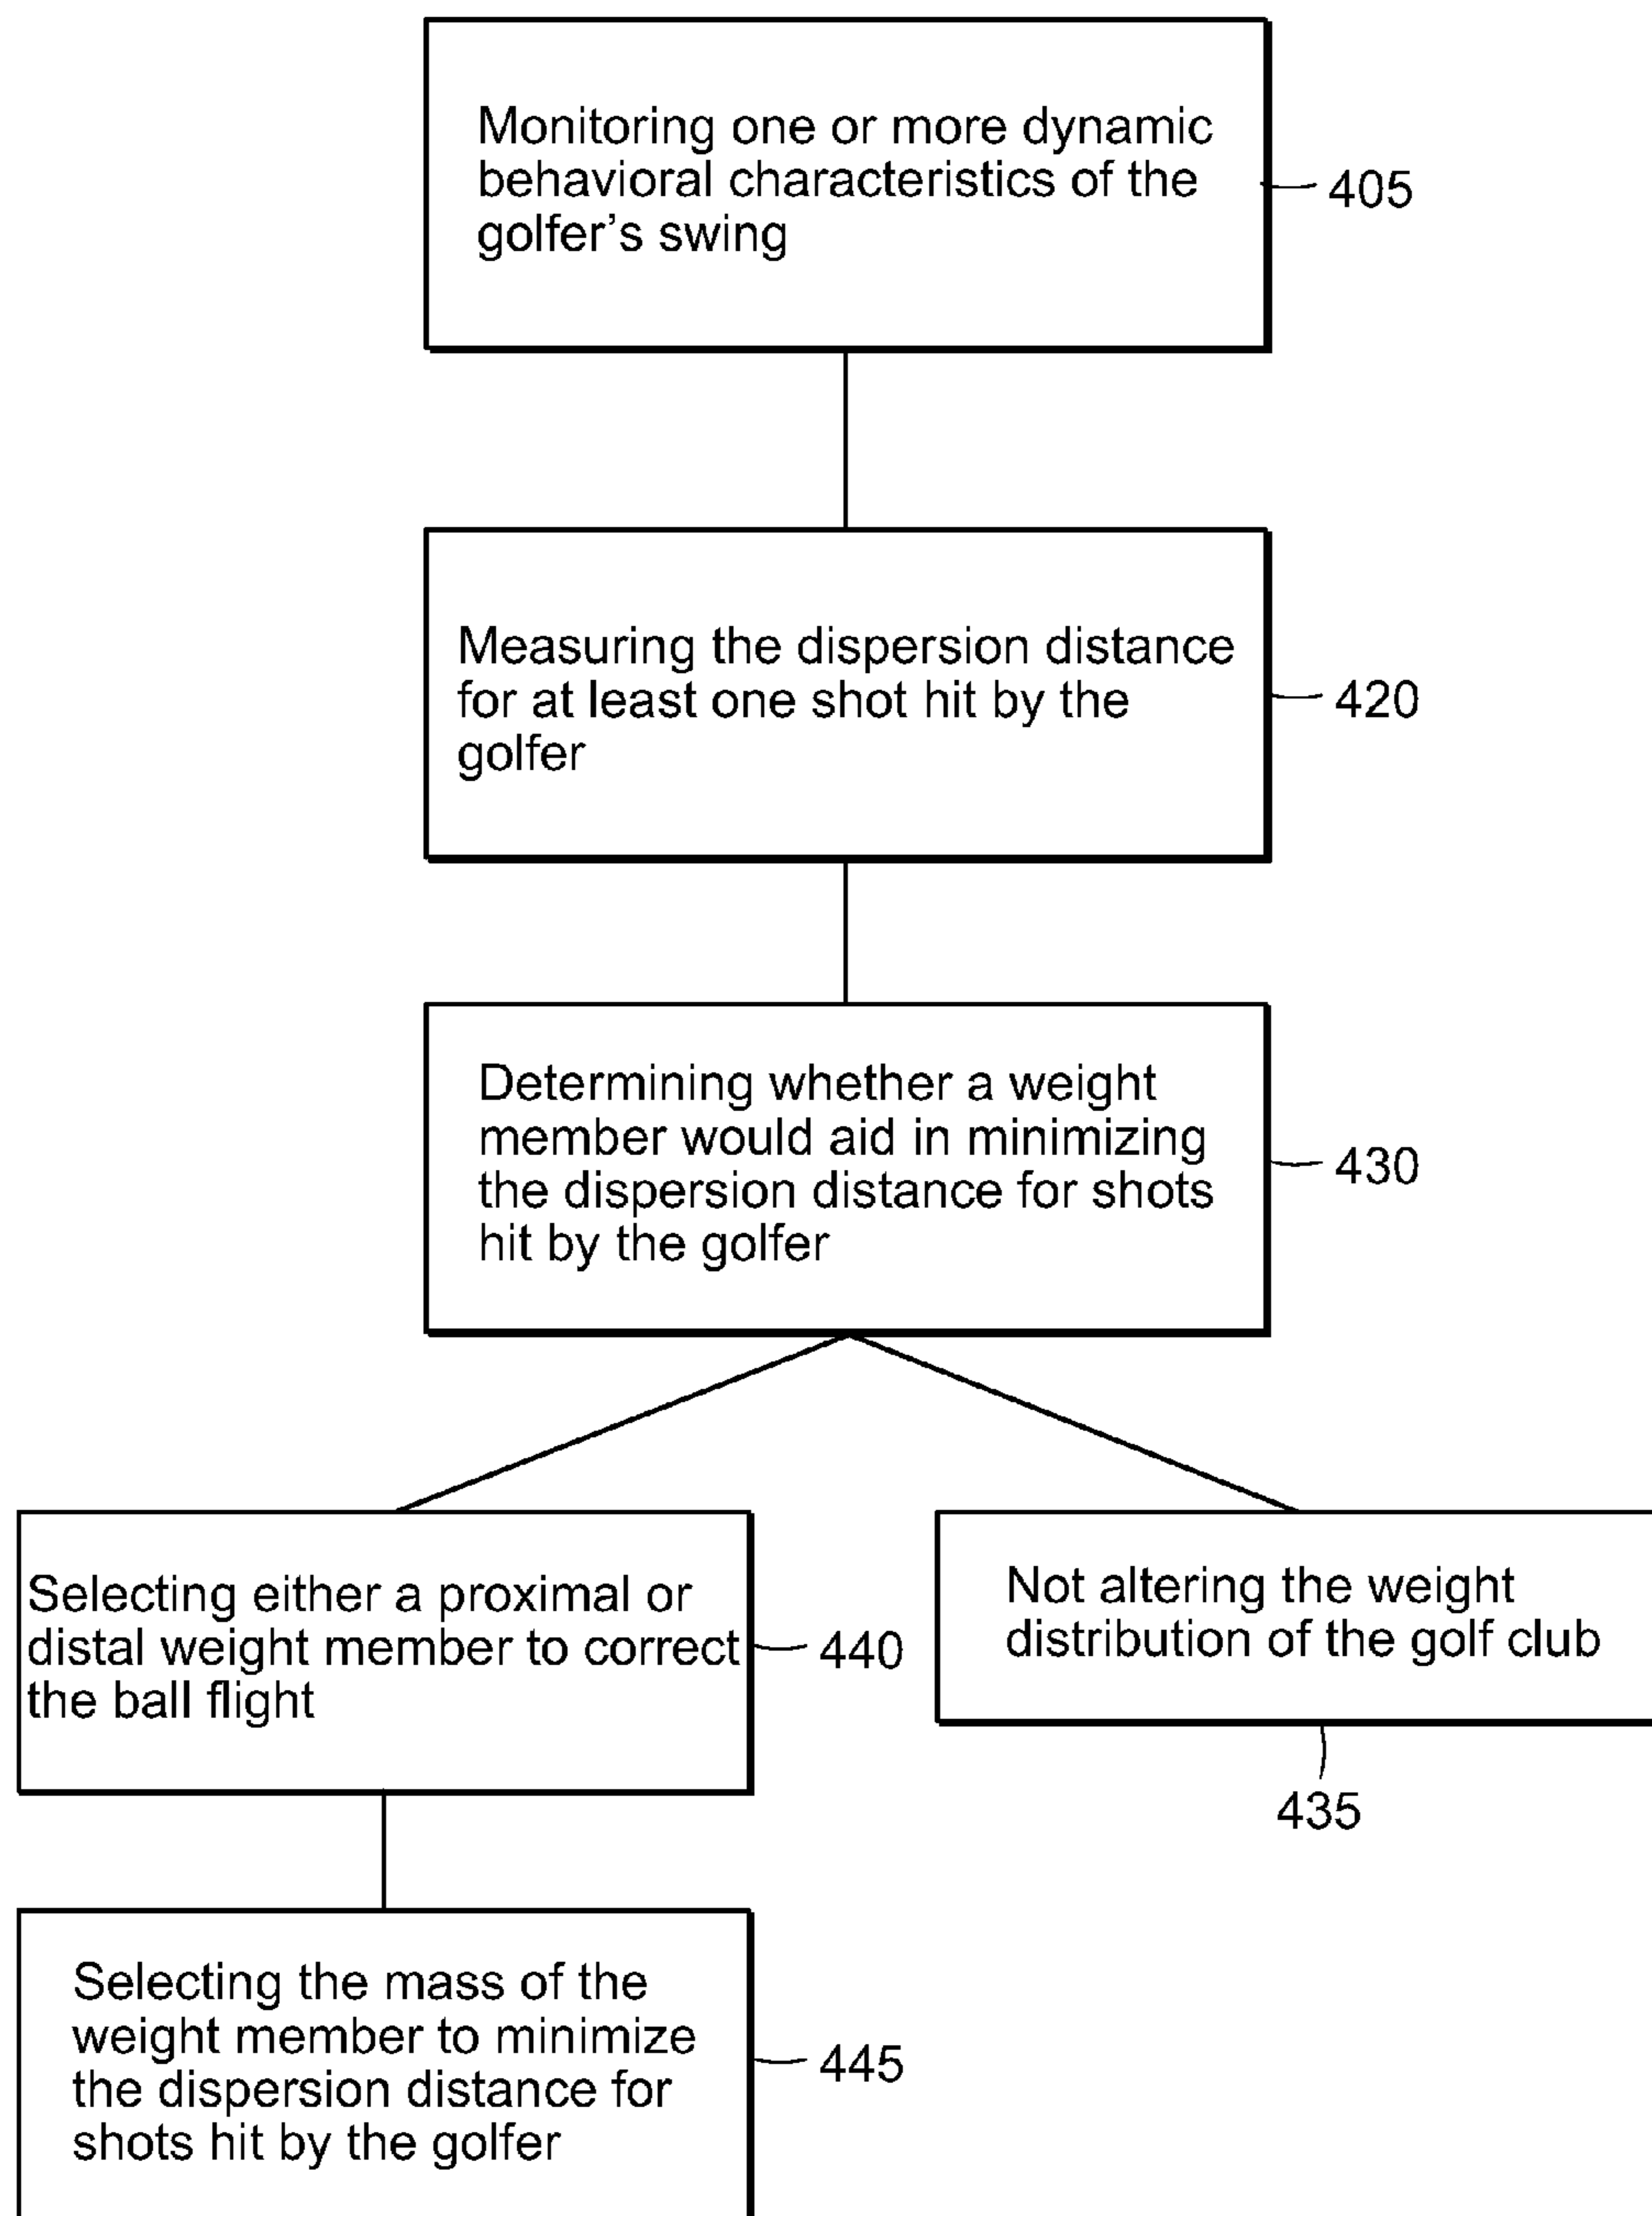 Monitoring one or more dynamic
behavioral characteristics of the
golfer’s swing
405
Measuring the dispersion distance
for at least one shot hit by the
golfer
420
Determining whether a weight
member would aid in minimizing
the dispersion distance for shots
hit by the golfer
430
Selecting either a proximal or
distal weight member to correct
the ball flight
440
Not altering the weight
distribution of the golf club
435
Selecting the mass of the
weight member to minimize
the dispersion distance for
shots hit by the golfer
445